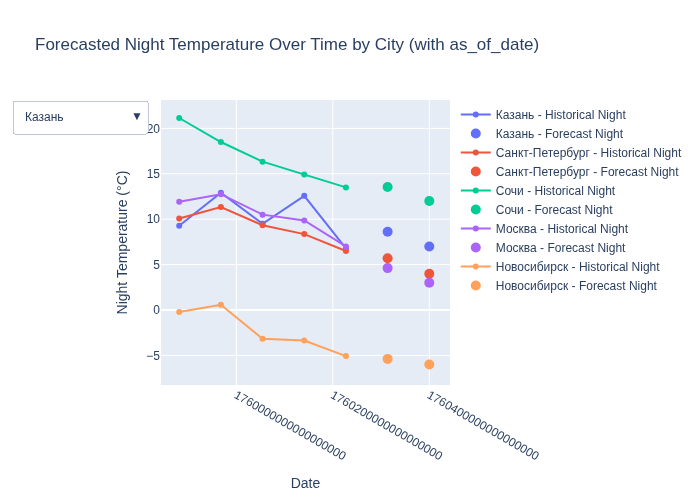 Forecasted Night Temperature Over Time by City (with as_of_date)
Казань ▼
20
15
10
5
0
−5
Night Temperature (°C)
1760000000000000000
1760200000000000000
1760400000000000000
Date
Казань - Historical Night
Казань - Forecast Night
Санкт-Петербург - Historical Night
Санкт-Петербург - Forecast Night
Сочи - Historical Night
Сочи - Forecast Night
Москва - Historical Night
Москва - Forecast Night
Новосибирск - Historical Night
Новосибирск - Forecast Night